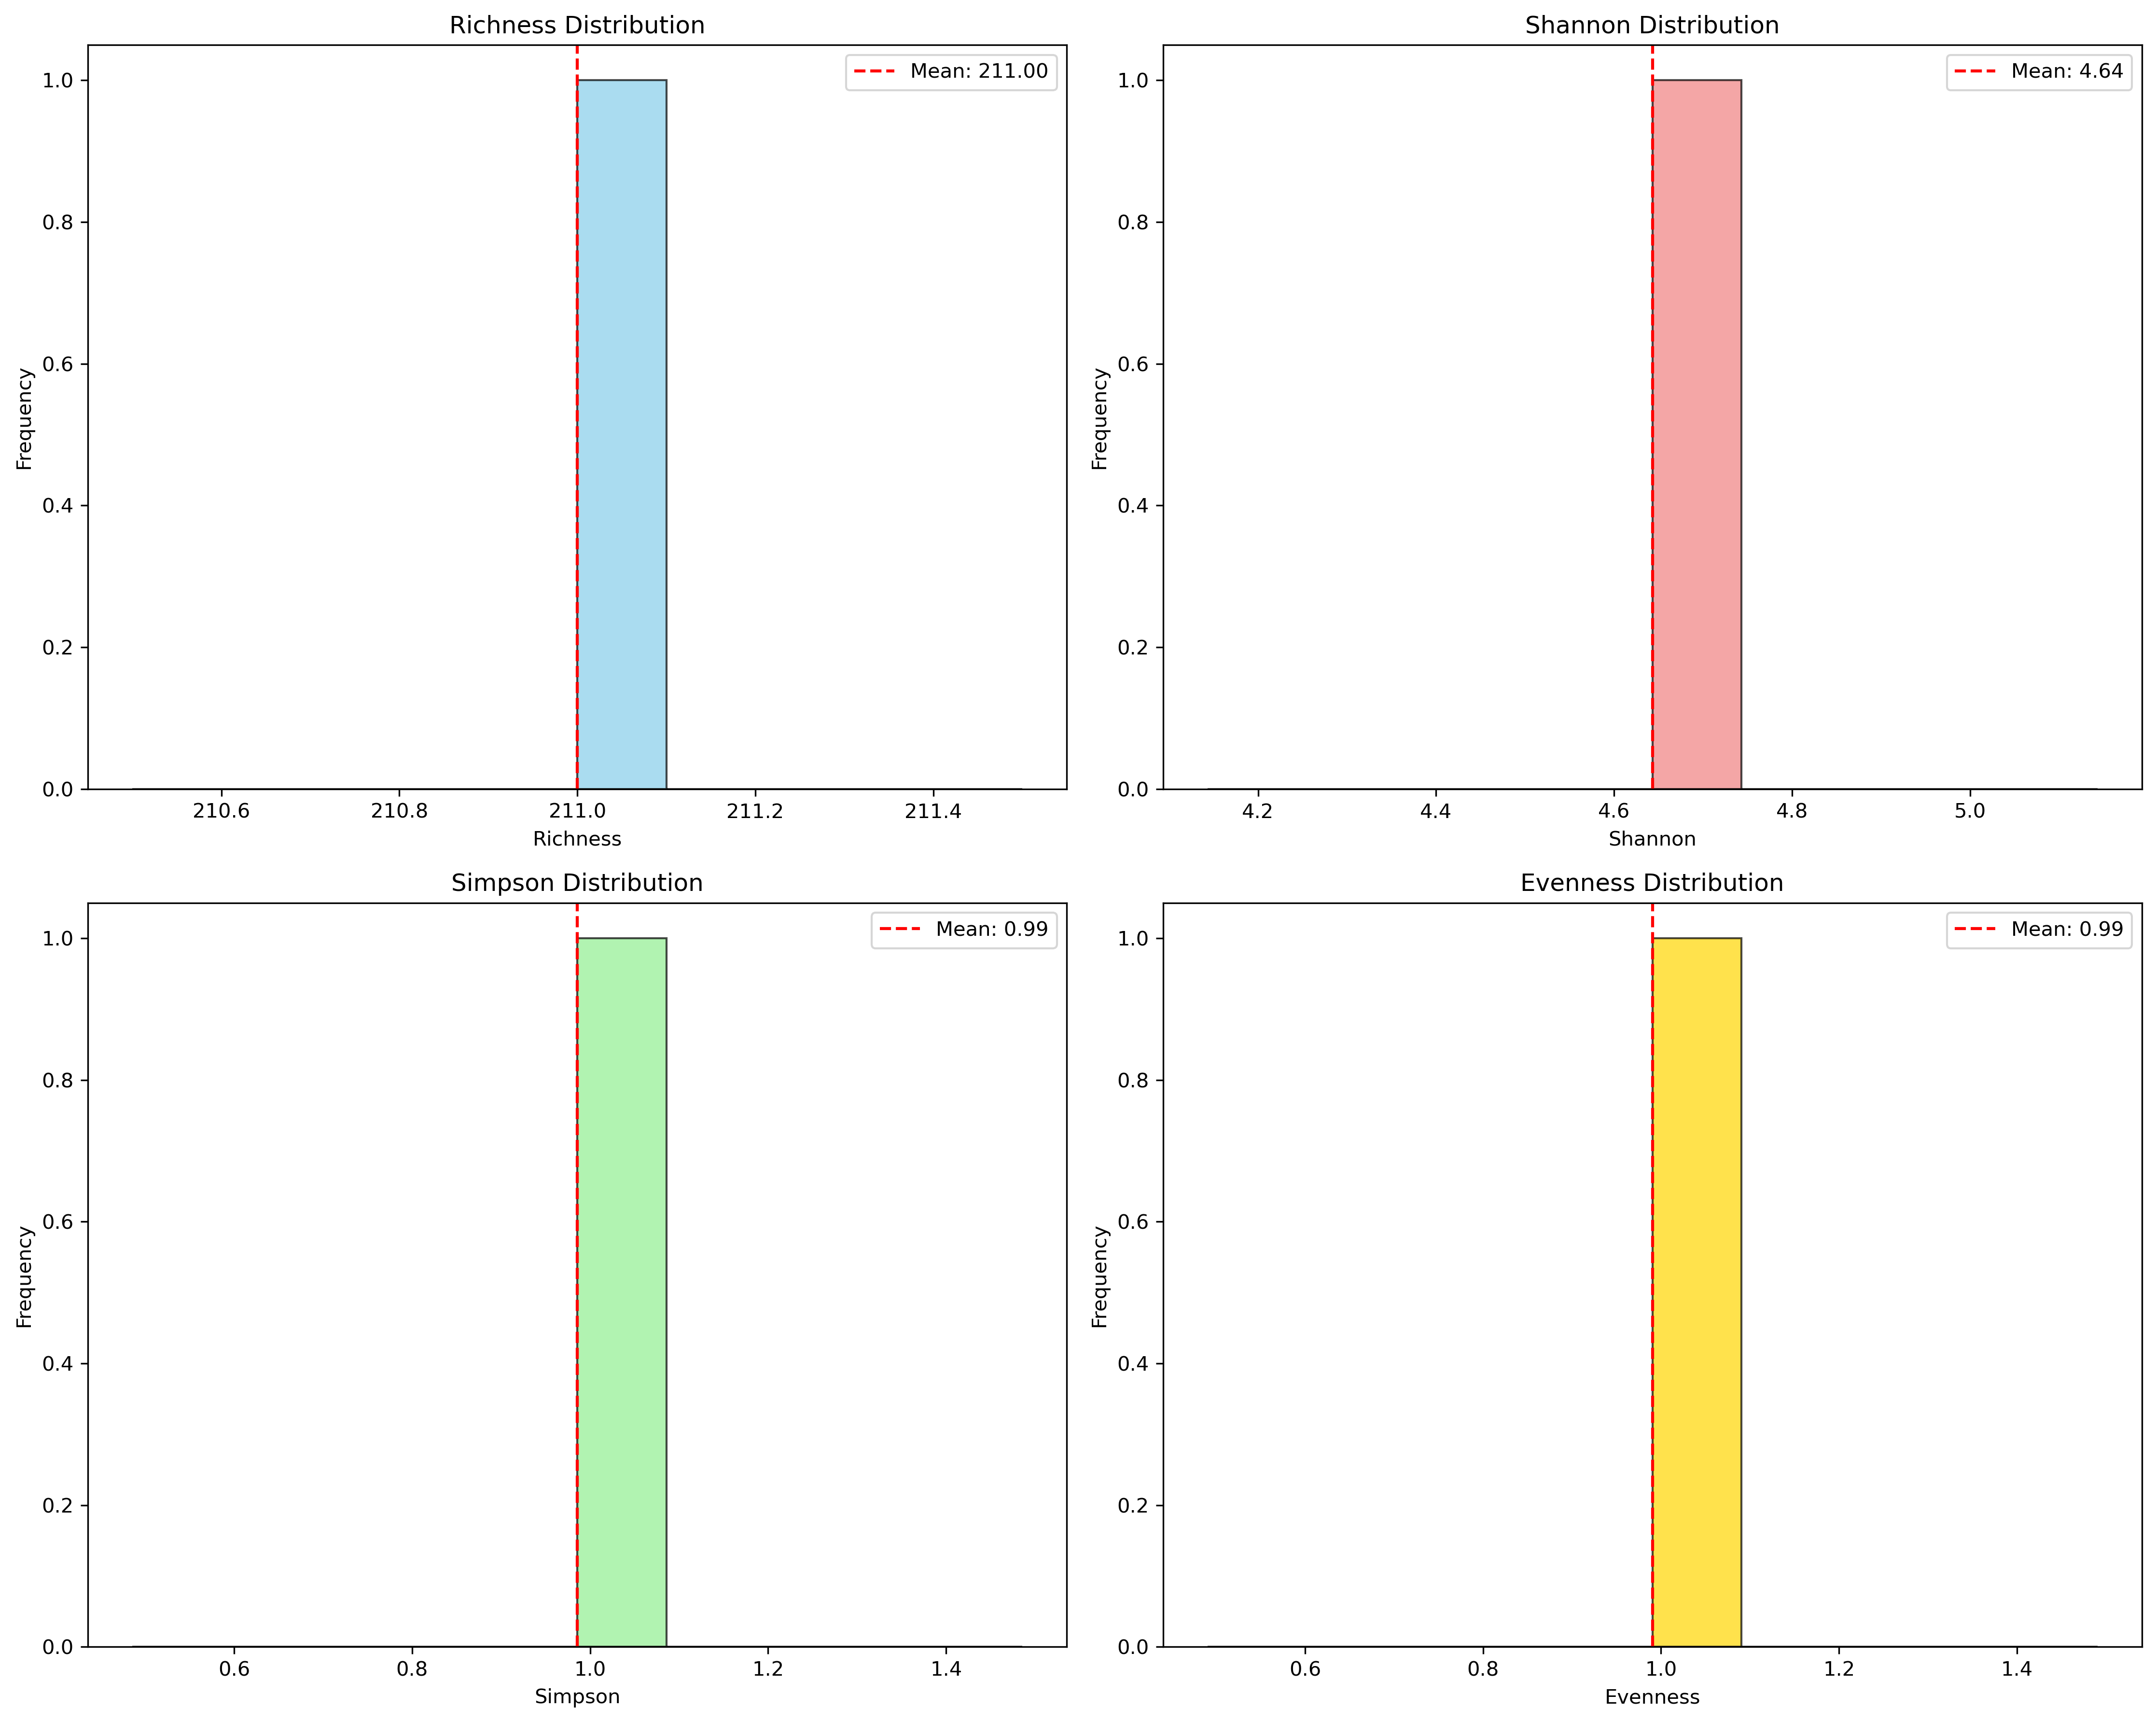 Richness Distribution
Mean: 211.00
1.0
0.8
0.6
0.4
0.2
0.0
Frequency
210.6 210.8 211.0 211.2 211.4
Richness
Shannon Distribution
Mean: 4.64
1.0
0.8
0.6
0.4
0.2
0.0
Frequency
4.2 4.4 4.6 4.8 5.0
Shannon
Simpson Distribution
Mean: 0.99
1.0
0.8
0.6
0.4
0.2
0.0
Frequency
0.6 0.8 1.0 1.2 1.4
Simpson
Evenness Distribution
Mean: 0.99
1.0
0.8
0.6
0.4
0.2
0.0
Frequency
0.6 0.8 1.0 1.2 1.4
Evenness